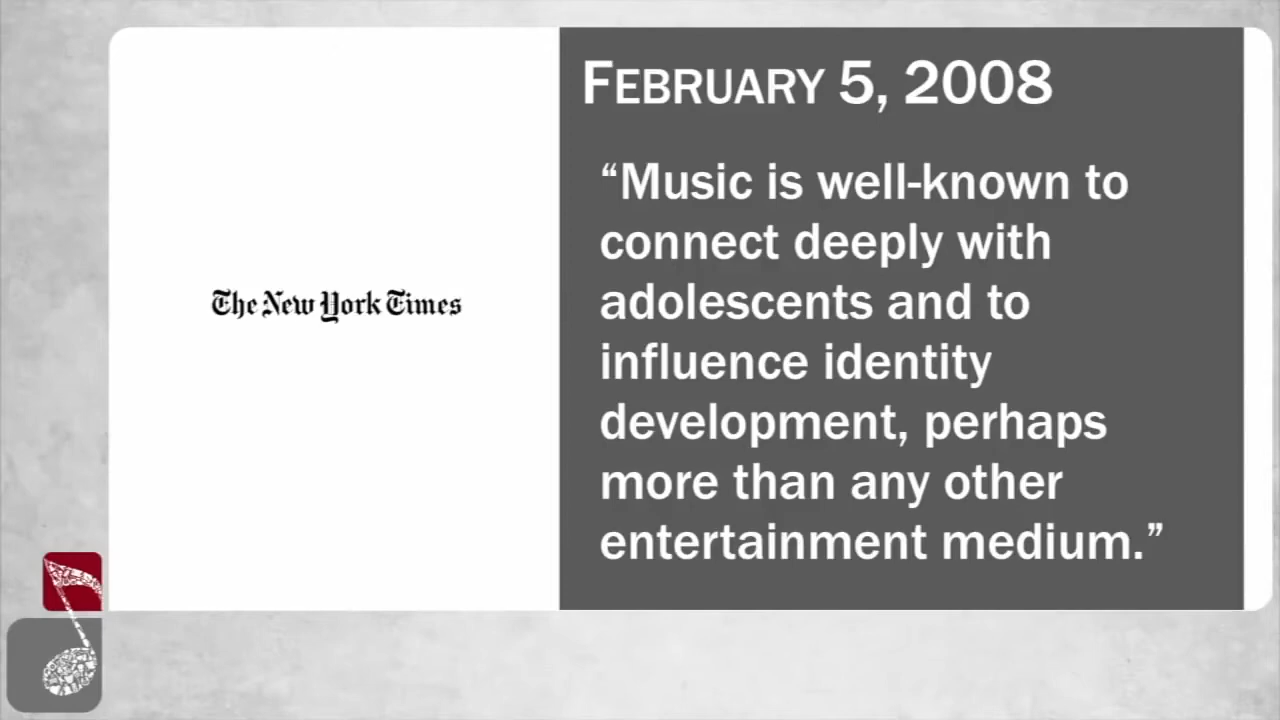 The New York Times
FEBRUARY 5, 2008
“Music is well-known to
connect deeply with
adolescents and to
influence identity
development, perhaps
more than any other
entertainment medium.”